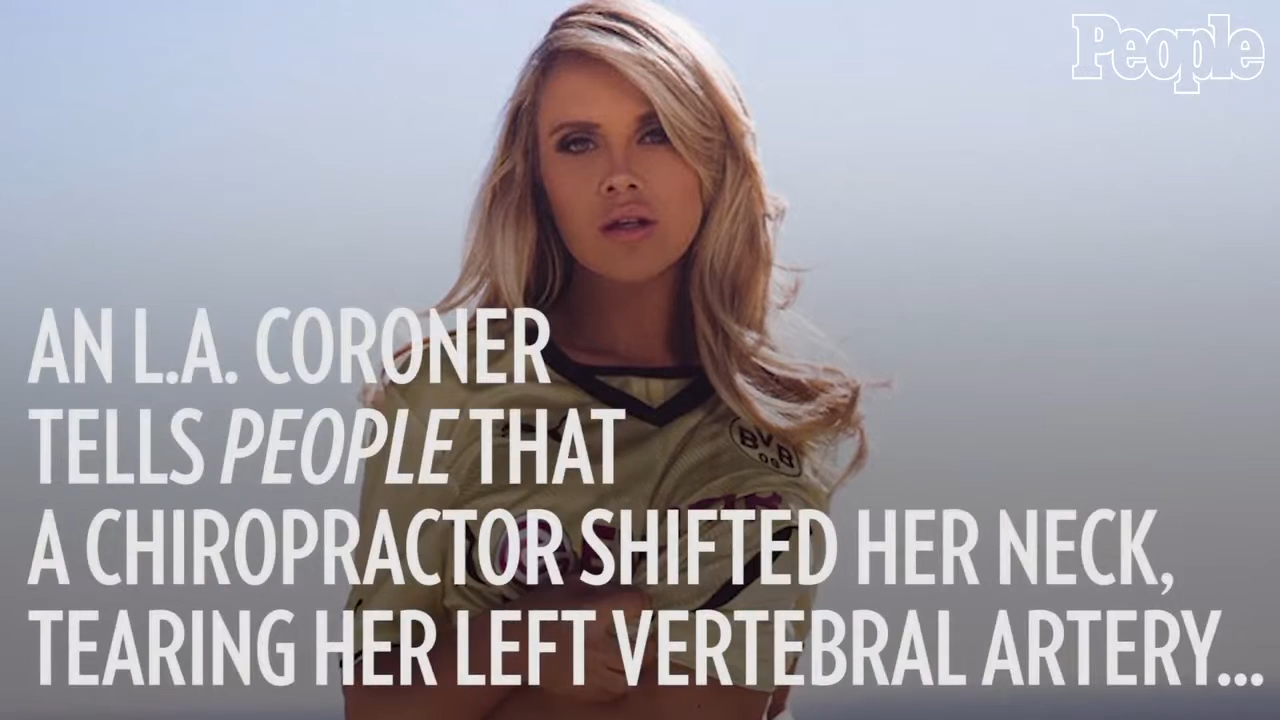 People
AN L.A. CORONER
TELLS PEOPLE THAT
A CHIROPRACTOR SHIFTED HER NECK,
TEARING HER LEFT VERTEBRAL ARTERY...
BVB
09